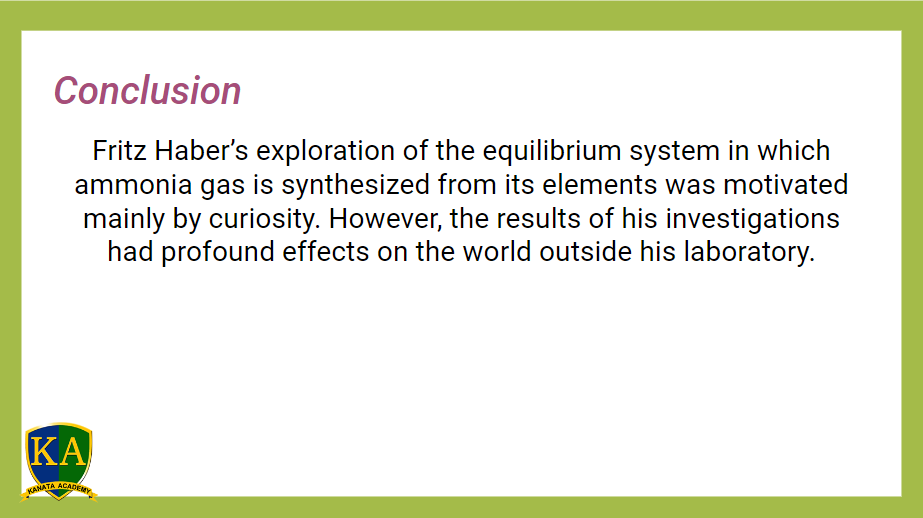 Conclusion
Fritz Haber’s exploration of the equilibrium system in which
ammonia gas is synthesized from its elements was motivated
mainly by curiosity. However, the results of his investigations
had profound effects on the world outside his laboratory.
KA
KANATA ACADEMY